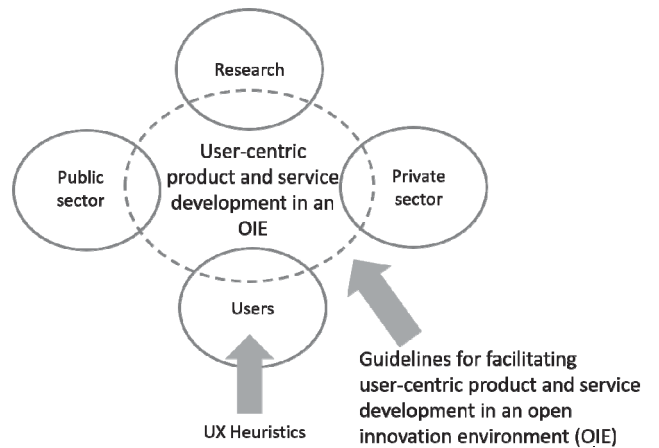 Research
User-centric
product and service
development in an
OIE
Public
sector
Private
sector
Users
UX Heuristics
Guidelines for facilitating
user-centric product and service
development in an open
innovation environment (OIE)